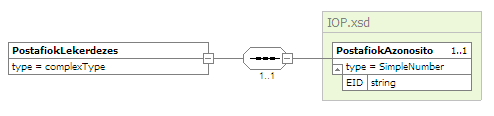 IOP.xsd
PostafiokLekerdezes
type = complexType
1..1
PostafiokAzonosito 1..1
type = SimpleNumber
EID string